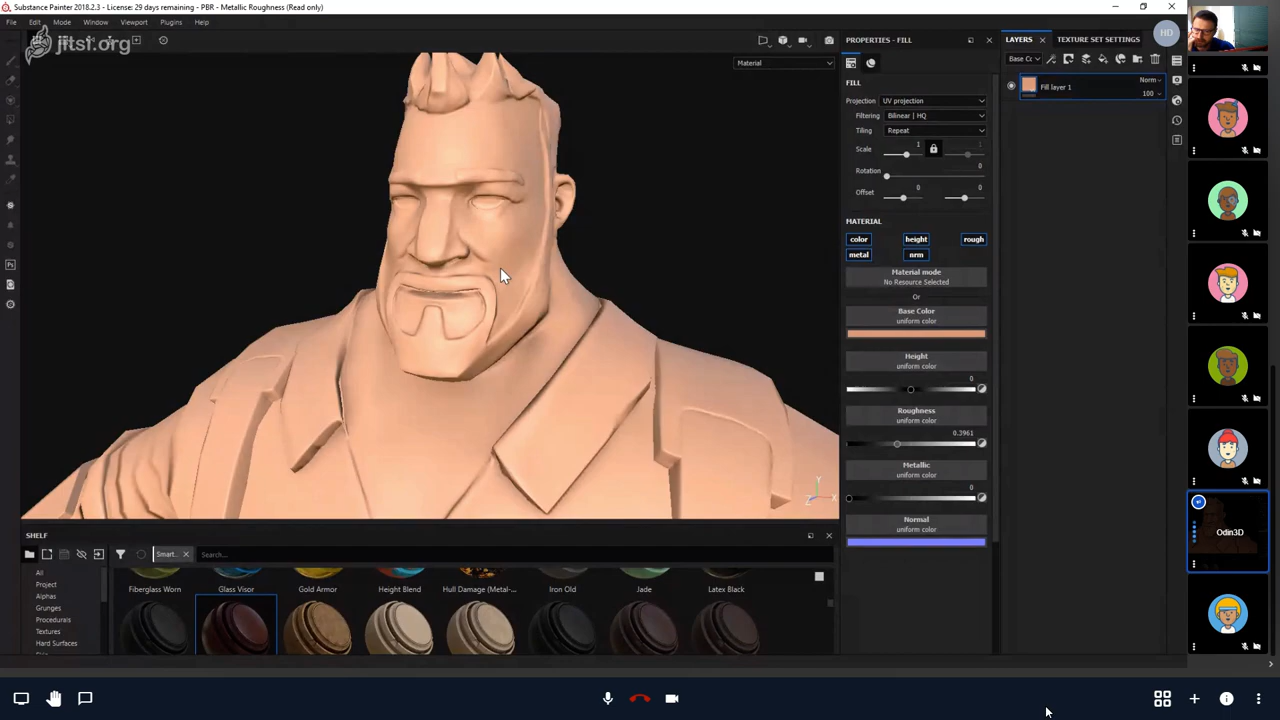 Substance Painter 2018.2.3 - License: 29 days remaining - PBR - Metallic Roughness (Read only)
File Edit Mode Window Viewport Plugins Help
jitsi.org
Material
PROPERTIES - FILL
FILL
Projection UV projection
Filtering Bilinear | HQ
Tiling Repeat
Scale 1 1
Rotation 0
Offset 0 0
MATERIAL
color height rough
metal nrm
Material mode
No Resource Selected
Or
Base Color
uniform color
Height
uniform color
0
Roughness
uniform color
0.3961
Metallic
uniform color
0
Normal
uniform color
HD
LAYERS TEXTURE SET SETTINGS
Base Cc
Fill layer 1
Norm
100
Odin3D
Y
Z X
SHELF
Smart..
Search...
All
Project
Alphas
Grunges
Procedurals
Textures
Hard Surfaces
Fiberglass Worn Glass Visor Gold Armor Height Blend Hull Damage (Metal-... Iron Old Jade Latex Black